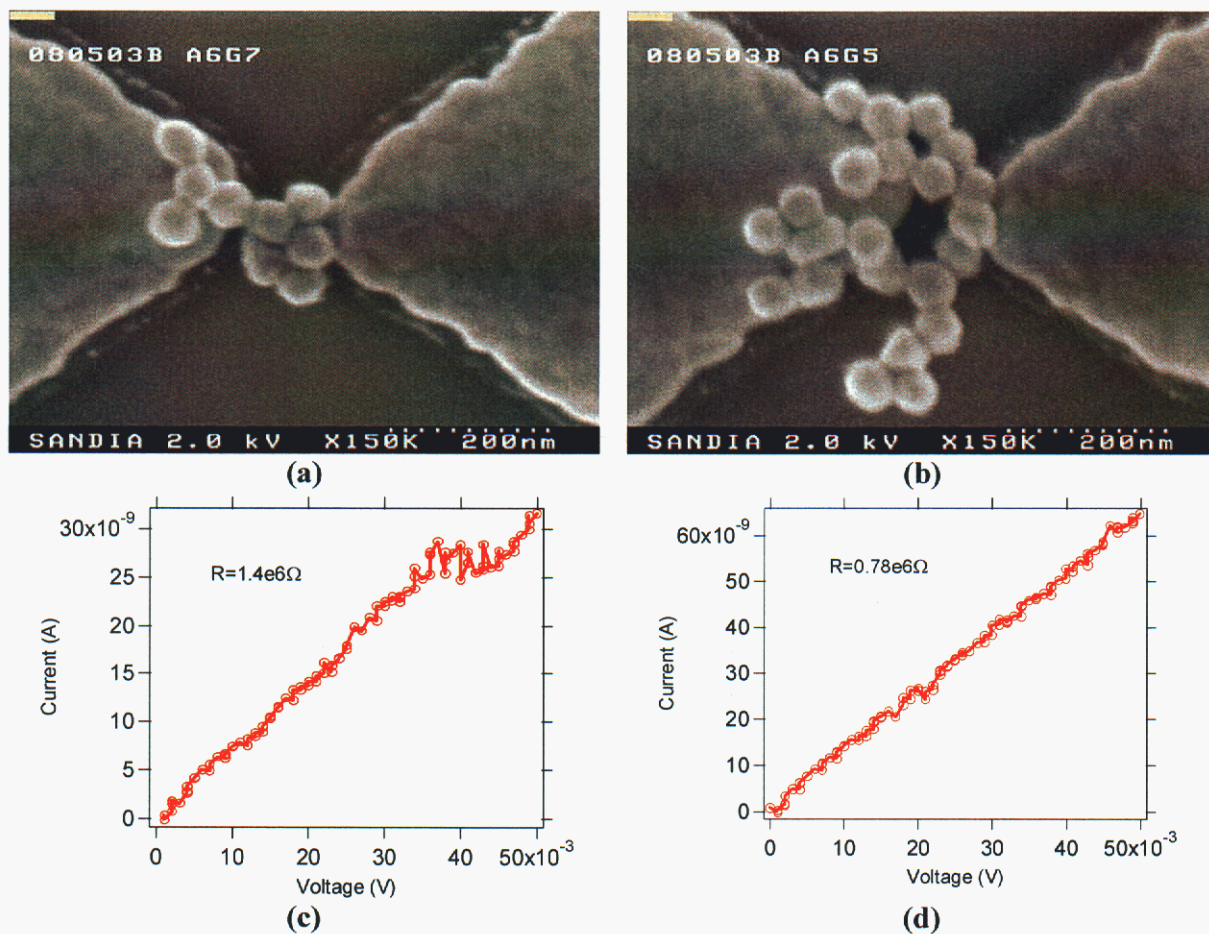 080503B A6G7
SANDIA 2.0 kV X150K 200nm
(a)
080503B A6G5
SANDIA 2.0 kV X150K 200nm
(b)
30x10-9
25
20
15
10
5
0
Current (A)
R=1.4e6Ω
0 10 20 30 40 50x10-3
Voltage (V)
(c)
60x10-9
50
40
30
20
10
0
Current (A)
R=0.78e6Ω
0 10 20 30 40 50x10-3
Voltage (V)
(d)